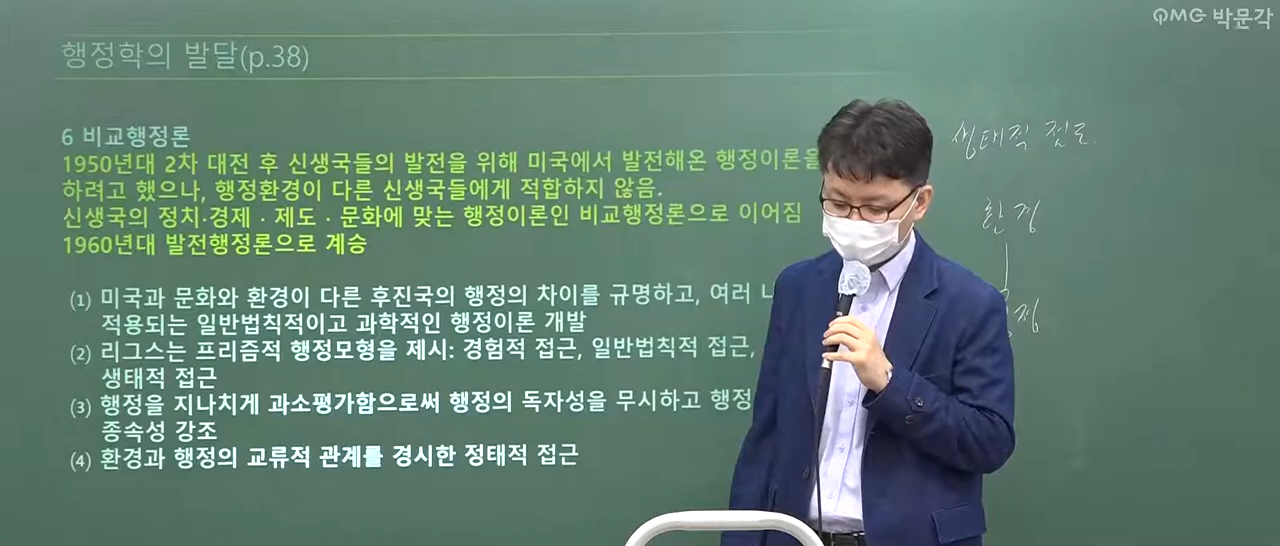 PMG 박문각
행정학의 발달(p.38)
6 비교행정론
1950년대 2차 대전 후 신생국들의 발전을 위해 미국에서 발전해온 행정이론을
하려고 했으나, 행정환경이 다른 신생국들에게 적합하지 않음.
신생국의 정치·경제·제도·문화에 맞는 행정이론인 비교행정론으로 이어짐
1960년대 발전행정론으로 계승
(1) 미국과 문화와 환경이 다른 후진국의 행정의 차이를 규명하고, 여러
적용되는 일반법칙적이고 과학적인 행정이론 개발
(2) 리그스는 프리즘적 행정모형을 제시: 경험적 접근, 일반법칙적 접근,
생태적 접근
(3) 행정을 지나치게 과소평가함으로써 행정의 독자성을 무시하고 행정
종속성 강조
(4) 환경과 행정의 교류적 관계를 경시한 정태적 접근
생태적 접근
환경
정